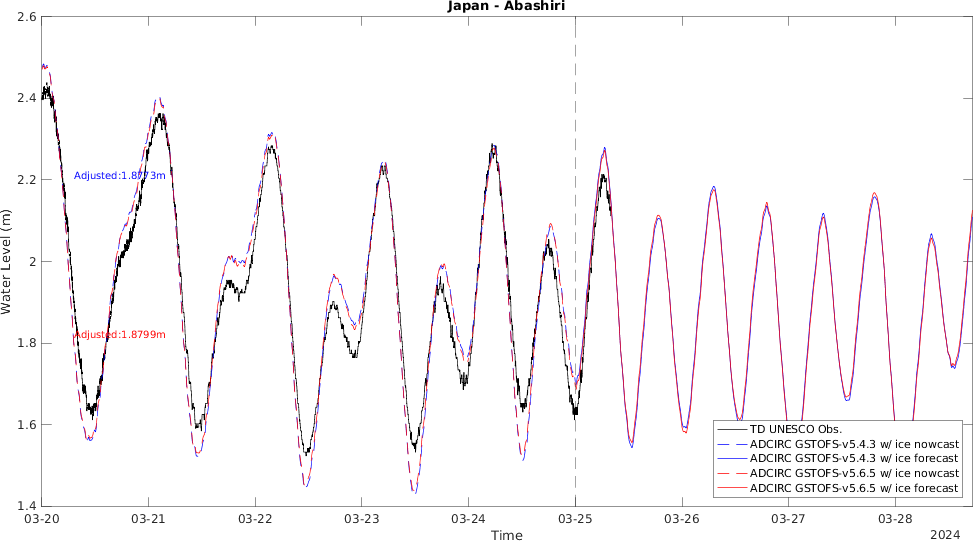 Japan - Abashiri
2.6
2.4
2.2
2
1.8
1.6
1.4
Water Level (m)
Adjusted:1.8773m
Adjusted:1.8799m
TD UNESCO Obs.
ADCIRC GSTOFS-v5.4.3 w/ ice nowcast
ADCIRC GSTOFS-v5.4.3 w/ ice forecast
ADCIRC GSTOFS-v5.6.5 w/ ice nowcast
ADCIRC GSTOFS-v5.6.5 w/ ice forecast
03-20 03-21 03-22 03-23 03-24 03-25 03-26 03-27 03-28
Time
2024